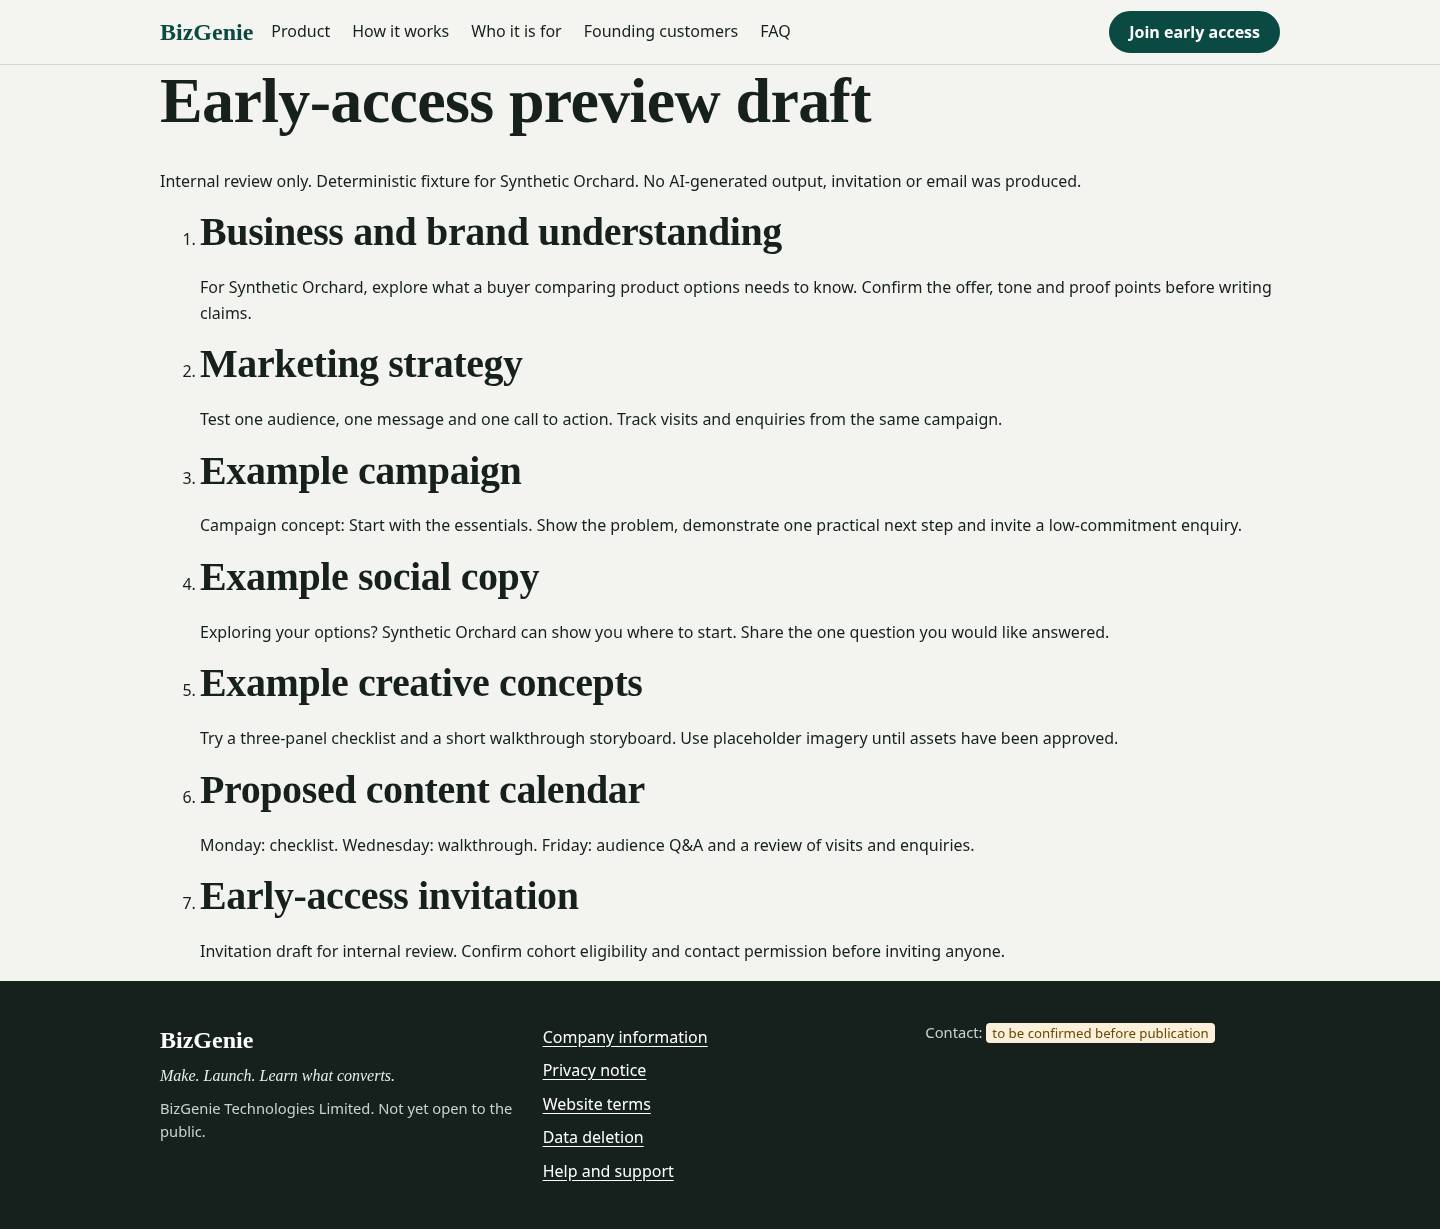 BizGenie Product How it works Who it is for Founding customers FAQ Join early access
Early-access preview draft
Internal review only. Deterministic fixture for Synthetic Orchard. No AI-generated output, invitation or email was produced.
1. Business and brand understanding
For Synthetic Orchard, explore what a buyer comparing product options needs to know. Confirm the offer, tone and proof points before writing
claims.
2. Marketing strategy
Test one audience, one message and one call to action. Track visits and enquiries from the same campaign.
3. Example campaign
Campaign concept: Start with the essentials. Show the problem, demonstrate one practical next step and invite a low-commitment enquiry.
4. Example social copy
Exploring your options? Synthetic Orchard can show you where to start. Share the one question you would like answered.
5. Example creative concepts
Try a three-panel checklist and a short walkthrough storyboard. Use placeholder imagery until assets have been approved.
6. Proposed content calendar
Monday: checklist. Wednesday: walkthrough. Friday: audience Q&A and a review of visits and enquiries.
7. Early-access invitation
Invitation draft for internal review. Confirm cohort eligibility and contact permission before inviting anyone.
BizGenie
Make. Launch. Learn what converts.
BizGenie Technologies Limited. Not yet open to the
public.
Company information
Privacy notice
Website terms
Data deletion
Help and support
Contact: to be confirmed before publication